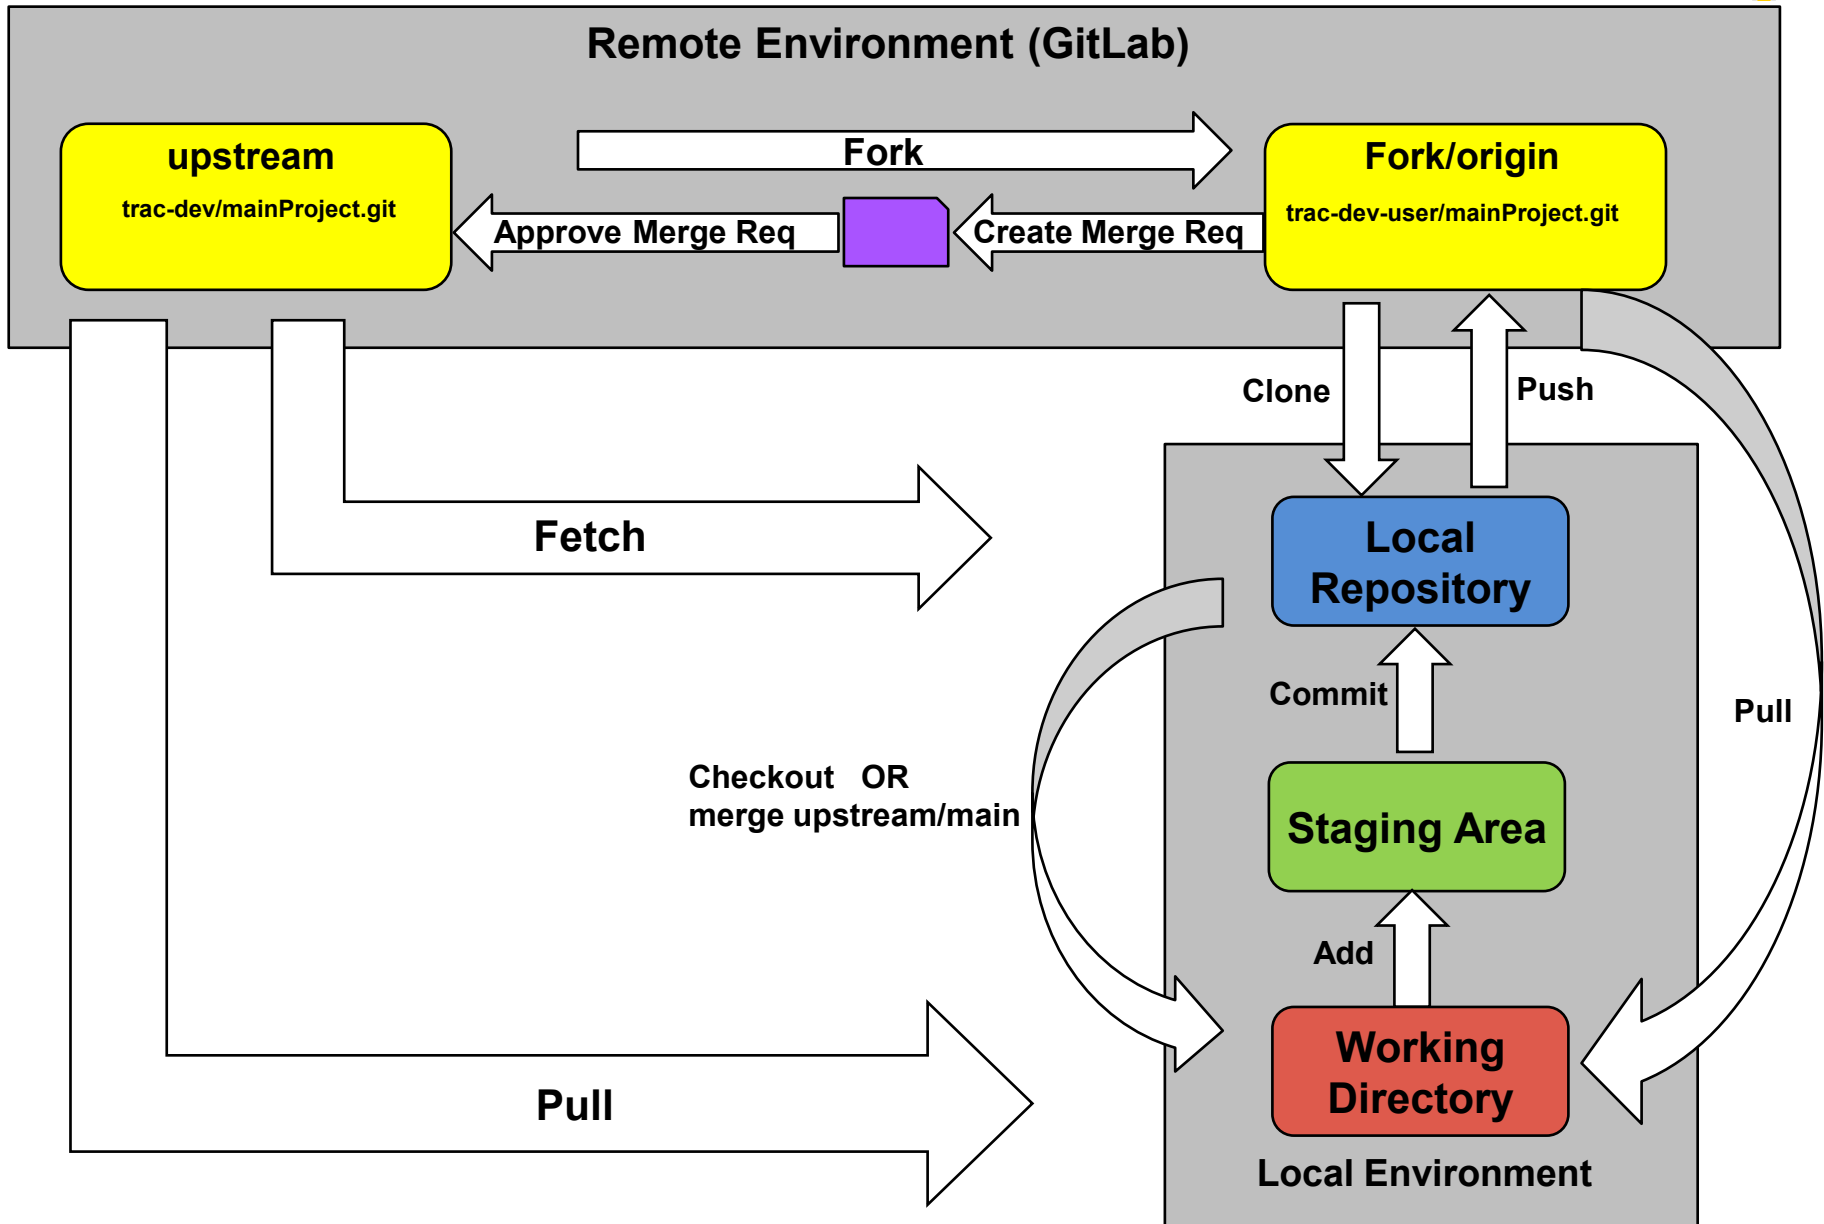 Remote Environment (GitLab)
upstream
trac-dev/mainProject.git
Fork
Fork/origin
trac-dev-user/mainProject.git
Approve Merge Req
Create Merge Req
Clone
Push
Fetch
Local
Repository
Commit
Pull
Checkout OR
merge upstream/main
Staging Area
Add
Working
Directory
Pull
Local Environment